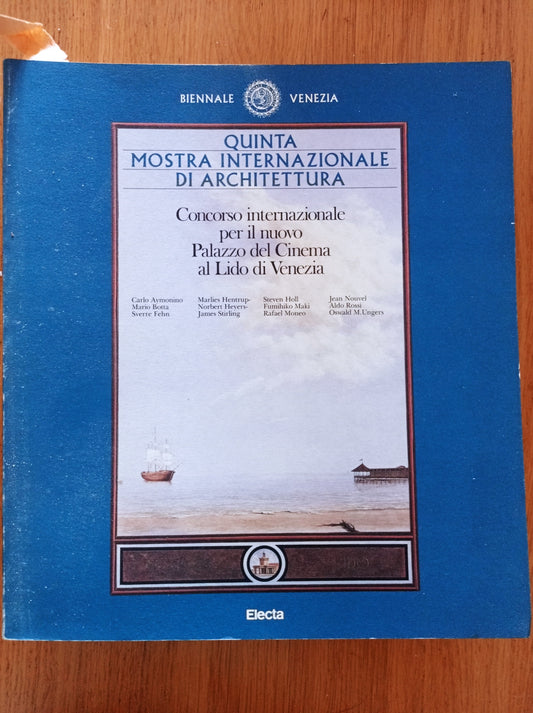 BIENNALE VENEZIA
QUINTA
MOSTRA INTERNAZIONALE
DI ARCHITETTURA
Concorso internazionale
per il nuovo
Palazzo del Cinema
al Lido di Venezia
Carlo Aymonino
Mario Botta
Sverre Fehn
Marlies Hentrup-
Norbert Heyers-
James Stirling
Steven Holl
Fumihiko Maki
Rafael Moneo
Jean Nouvel
Aldo Rossi
Oswald M.Ungers
Electa